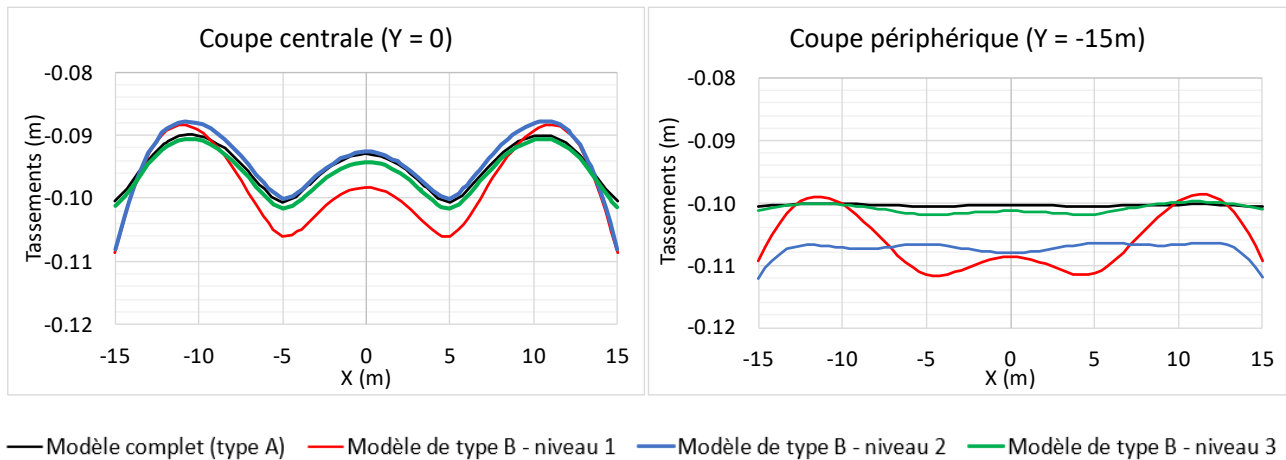 Coupe centrale (Y = 0)
-0.08
-0.09
-0.10
-0.11
-0.12
Tassements (m)
-15 -10 -5 0 5 10 15
X (m)
Coupe périphérique (Y = -15m)
-0.08
-0.09
-0.10
-0.11
-0.12
Tassements (m)
-15 -10 -5 0 5 10 15
X (m)
Modèle complet (type A) Modèle de type B - niveau 1 Modèle de type B - niveau 2 Modèle de type B - niveau 3